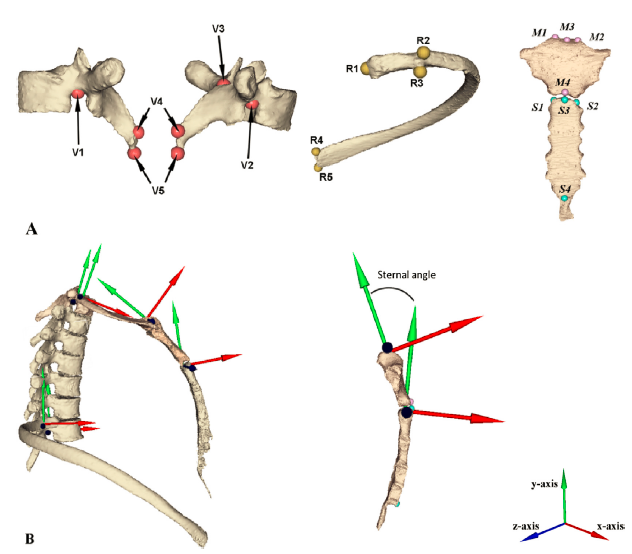 V3
V4
V1
V2
V5
R2
R1
R3
R4
R5
M3
M1
M2
M4
S1
S3
S2
S4
A
Sternal angle
y-axis
z-axis
x-axis
B